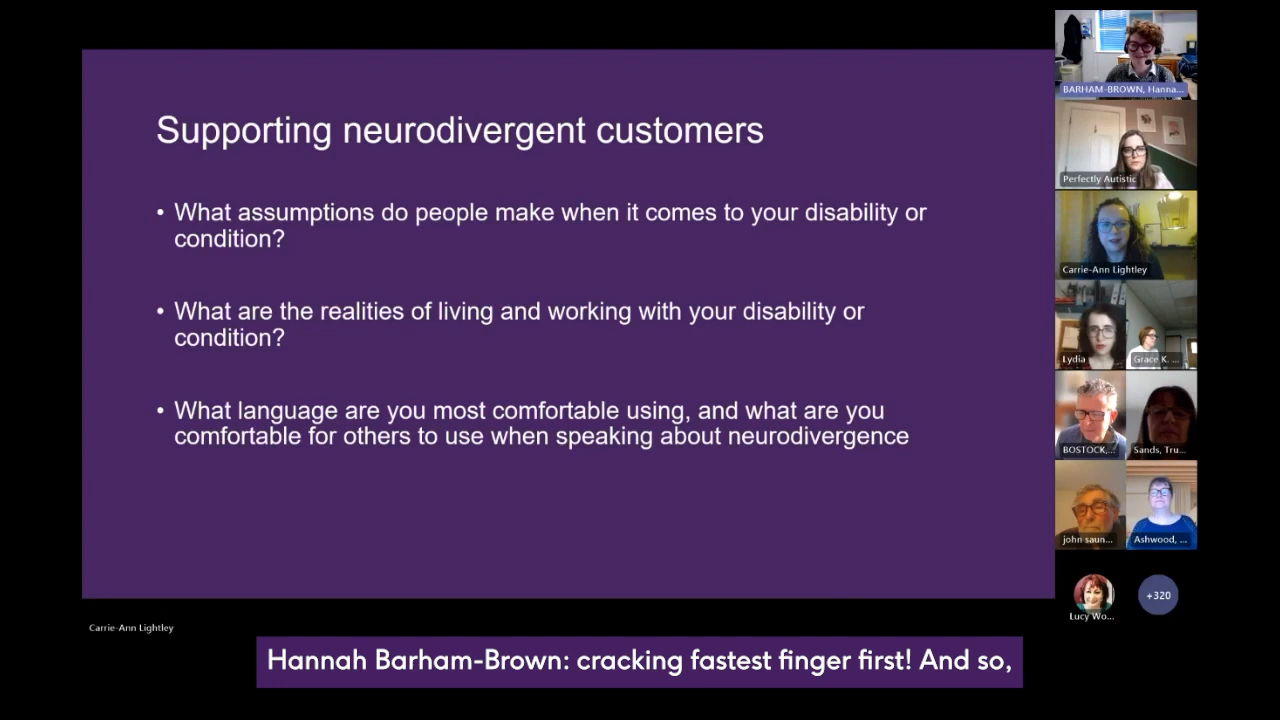 Supporting neurodivergent customers
• What assumptions do people make when it comes to your disability or
condition?
• What are the realities of living and working with your disability or
condition?
• What language are you most comfortable using, and what are you
comfortable for others to use when speaking about neurodivergence
BARHAM-BROWN, Hanna...
Perfectly Autistic
Carrie-Ann Lightley
Lydia
Grace K. ...
BOSTOCK,...
Sands, Tru...
john saun...
Ashwood, ...
Lucy Wo...
+320
Carrie-Ann Lightley
Hannah Barham-Brown: cracking fastest finger first! And so,